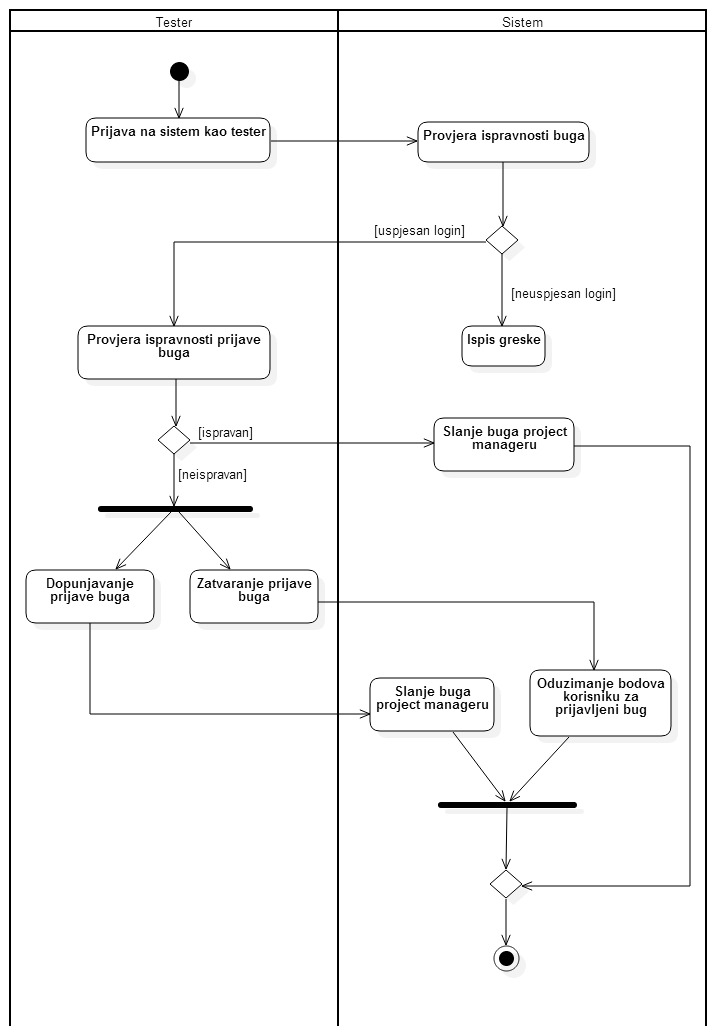 Tester
Sistem
Prijava na sistem kao tester
Provjera ispravnosti buga
[uspjesan login]
[neuspjesan login]
Provjera ispravnosti prijave
buga
Ispis greske
[ispravan]
Slanje buga project
manageru
[neispravan]
Dopunjavanje
prijave buga
Zatvaranje prijave
buga
Slanje buga
project manageru
Oduzimanje bodova
korisniku za
prijavljeni bug